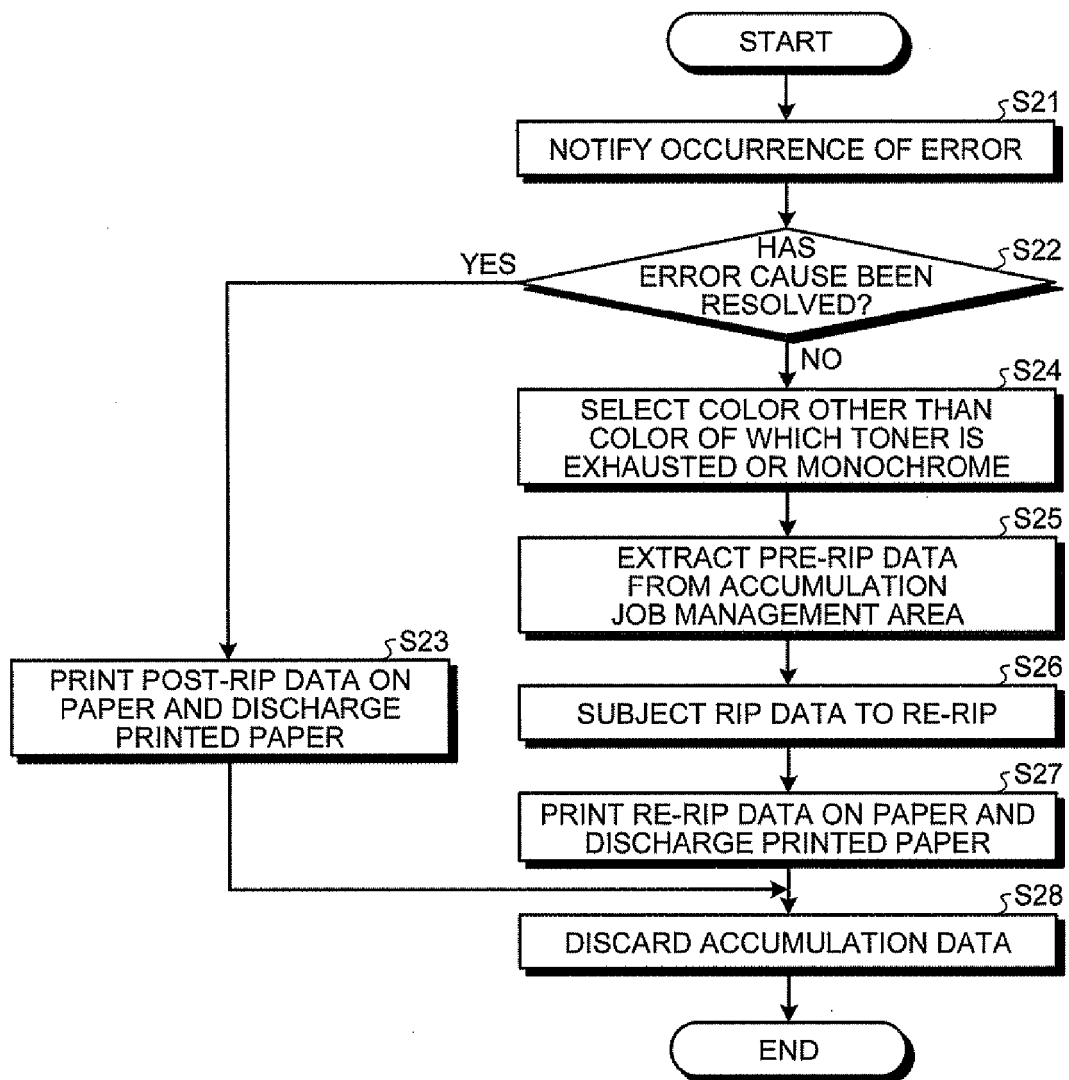 START
S21
NOTIFY OCCURRENCE OF ERROR
S22
HAS
ERROR CAUSE BEEN
RESOLVED?
YES
NO
S24
SELECT COLOR OTHER THAN
COLOR OF WHICH TONER IS
EXHAUSTED OR MONOCHROME
S25
EXTRACT PRE-RIP DATA
FROM ACCUMULATION
JOB MANAGEMENT AREA
S23
PRINT POST-RIP DATA ON
PAPER AND DISCHARGE
PRINTED PAPER
S26
SUBJECT RIP DATA TO RE-RIP
S27
PRINT RE-RIP DATA ON PAPER AND
DISCHARGE PRINTED PAPER
S28
DISCARD ACCUMULATION DATA
END